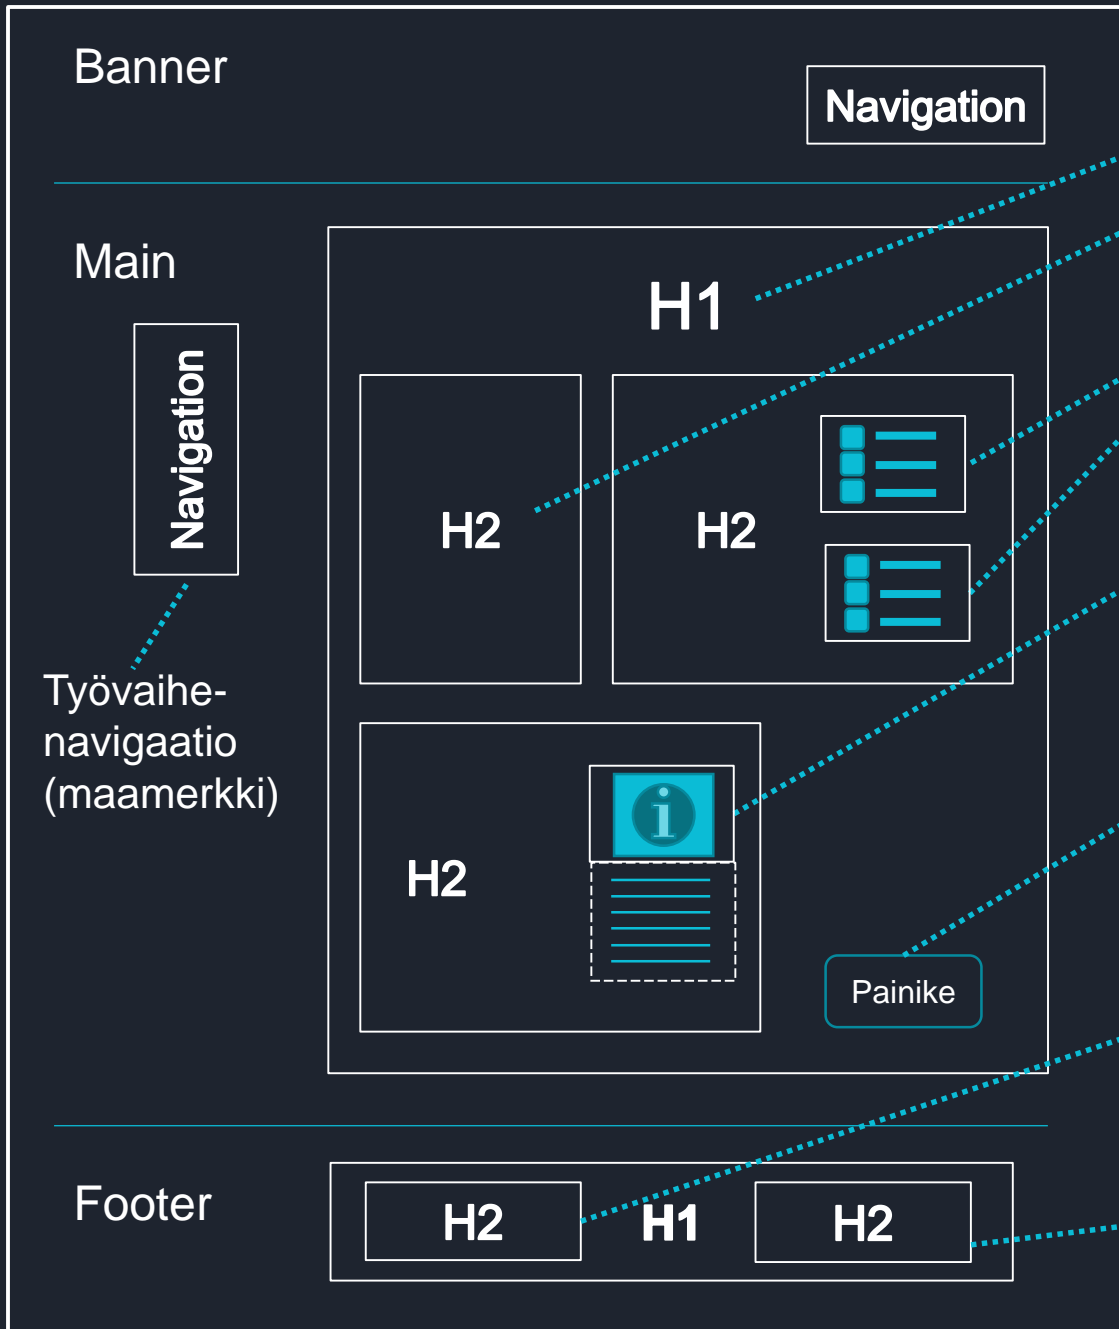 Banner
Navigation
Main
H1
Navigation
H2
H2
Työvaihe-
navigaatio
(maamerkki)
H2
Painike
Footer
H2
H1
H2